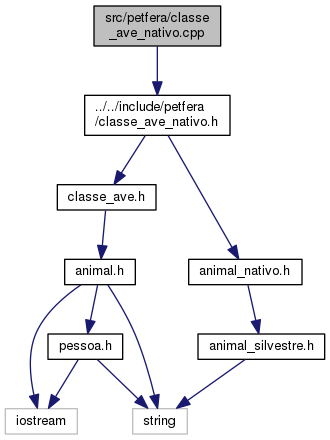 src/petfera/classe
_ave_nativo.cpp
../../include/petfera
/classe_ave_nativo.h
classe_ave.h
animal.h
animal_nativo.h
pessoa.h
animal_silvestre.h
iostream
string